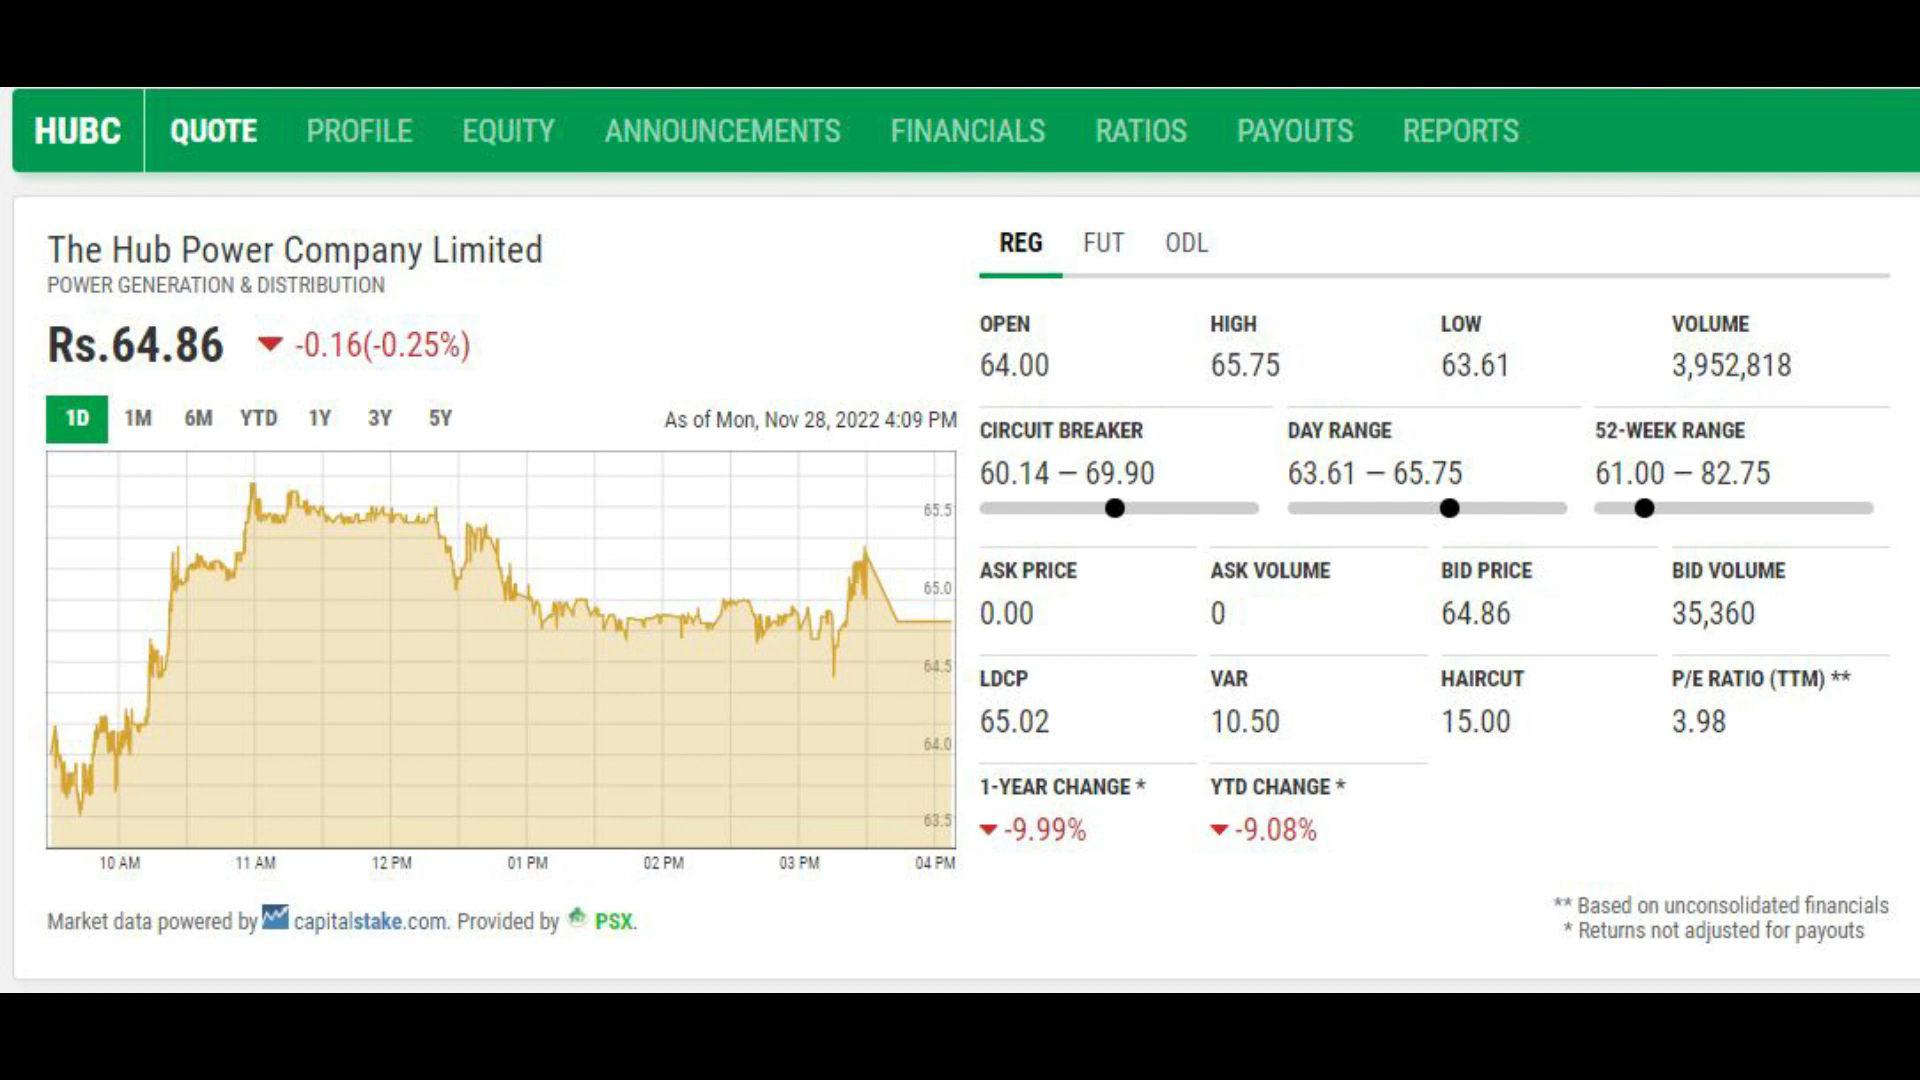 HUBC QUOTE PROFILE EQUITY ANNOUNCEMENTS FINANCIALS RATIOS PAYOUTS REPORTS
The Hub Power Company Limited
POWER GENERATION & DISTRIBUTION
Rs.64.86 -0.16(-0.25%)
1D 1M 6M YTD 1Y 3Y 5Y As of Mon, Nov 28, 2022 4:09 PM
65.5
65.0
64.5
64.0
63.5
10 AM 11 AM 12 PM 01 PM 02 PM 03 PM 04 PM
Market data powered by capitalstake.com. Provided by PSX.
REG FUT ODL
OPEN HIGH LOW VOLUME
64.00 65.75 63.61 3,952,818
CIRCUIT BREAKER DAY RANGE 52-WEEK RANGE
60.14 — 69.90 63.61 — 65.75 61.00 — 82.75
ASK PRICE ASK VOLUME BID PRICE BID VOLUME
0.00 0 64.86 35,360
LDCP VAR HAIRCUT P/E RATIO (TTM) **
65.02 10.50 15.00 3.98
1-YEAR CHANGE * YTD CHANGE *
-9.99% -9.08%
** Based on unconsolidated financials
* Returns not adjusted for payouts